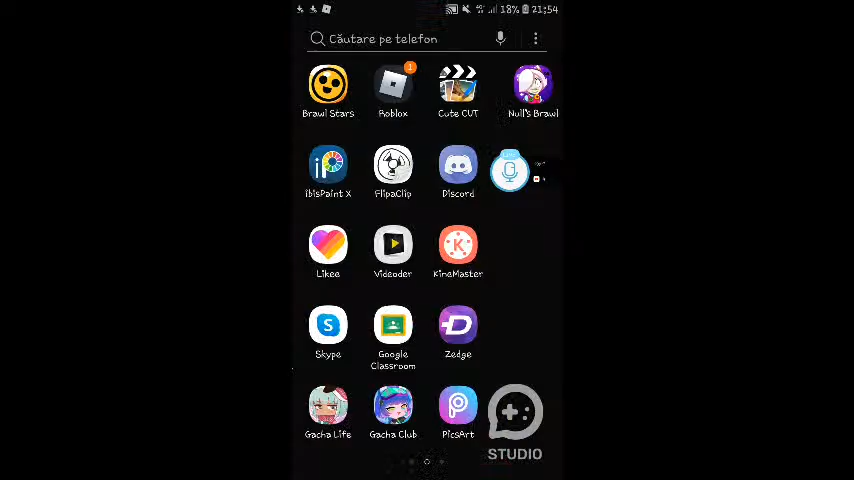 18% 21:54
Căutare pe telefon
1
Brawl Stars Roblox Cute CUT Null's Brawl
ibisPaint X FlipaClip Discord
Likee Videoder KineMaster
Skype Google Classroom Zedge
Gacha Life Gacha Club PicsArt
STUDIO